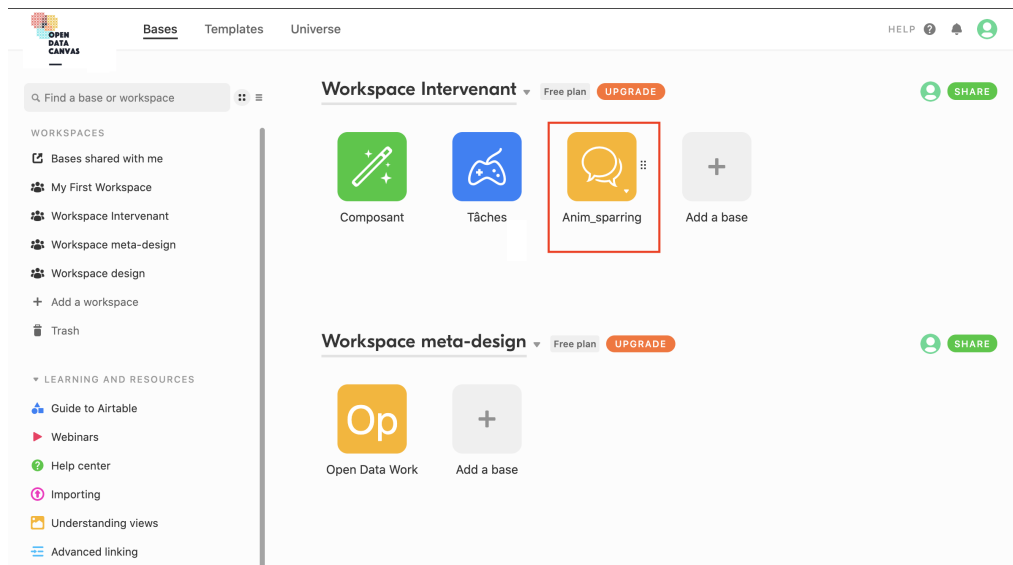 OPEN
DATA
CANVAS
Bases
Templates
Universe
HELP
Find a base or workspace
WORKSPACES
Bases shared with me
My First Workspace
Workspace Intervenant
Workspace meta-design
Workspace design
Add a workspace
Trash
LEARNING AND RESOURCES
Guide to Airtable
Webinars
Help center
Importing
Understanding views
Advanced linking
Workspace Intervenant
Free plan
UPGRADE
SHARE
Composant
Tâches
Anim_sparring
Add a base
Workspace meta-design
Free plan
UPGRADE
SHARE
Op
Open Data Work
Add a base